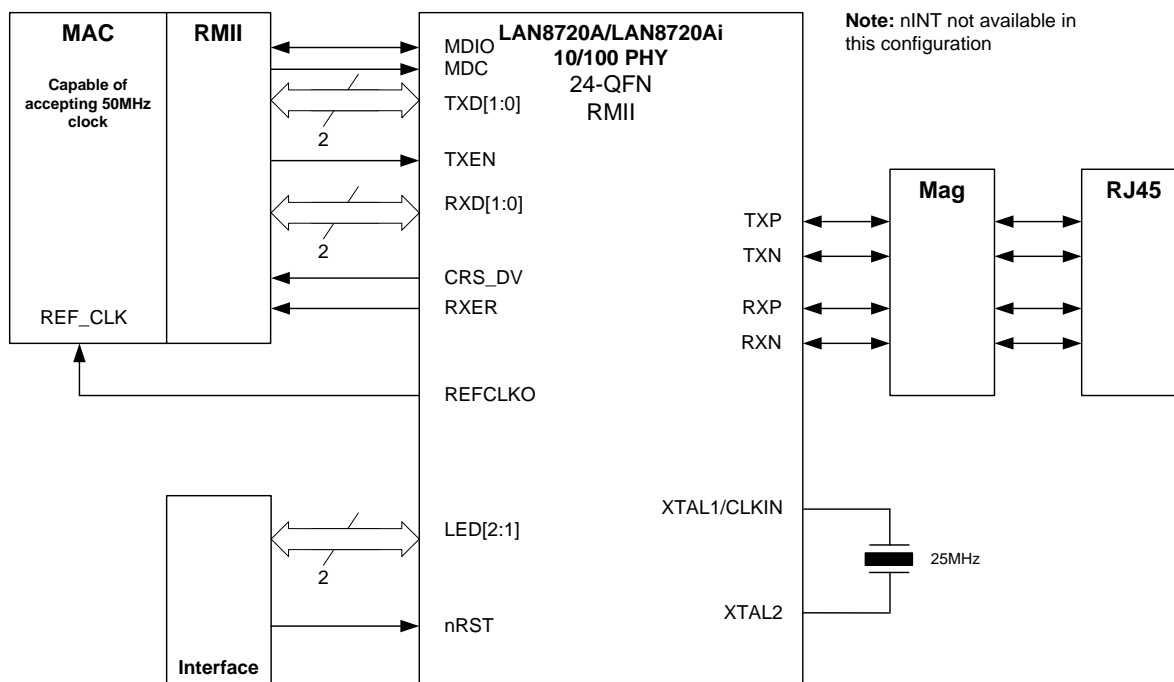 MAC
RMII
Capable of
accepting 50MHz
clock
REF_CLK
LAN8720A/LAN8720Ai
10/100 PHY
24-QFN
RMII
Note: nINT not available in
this configuration
MDIO
MDC
TXD[1:0]
2
TXEN
RXD[1:0]
2
CRS_DV
RXER
REFCLKO
TXP
TXN
RXP
RXN
Mag
RJ45
LED[2:1]
2
nRST
Interface
XTAL1/CLKIN
25MHz
XTAL2